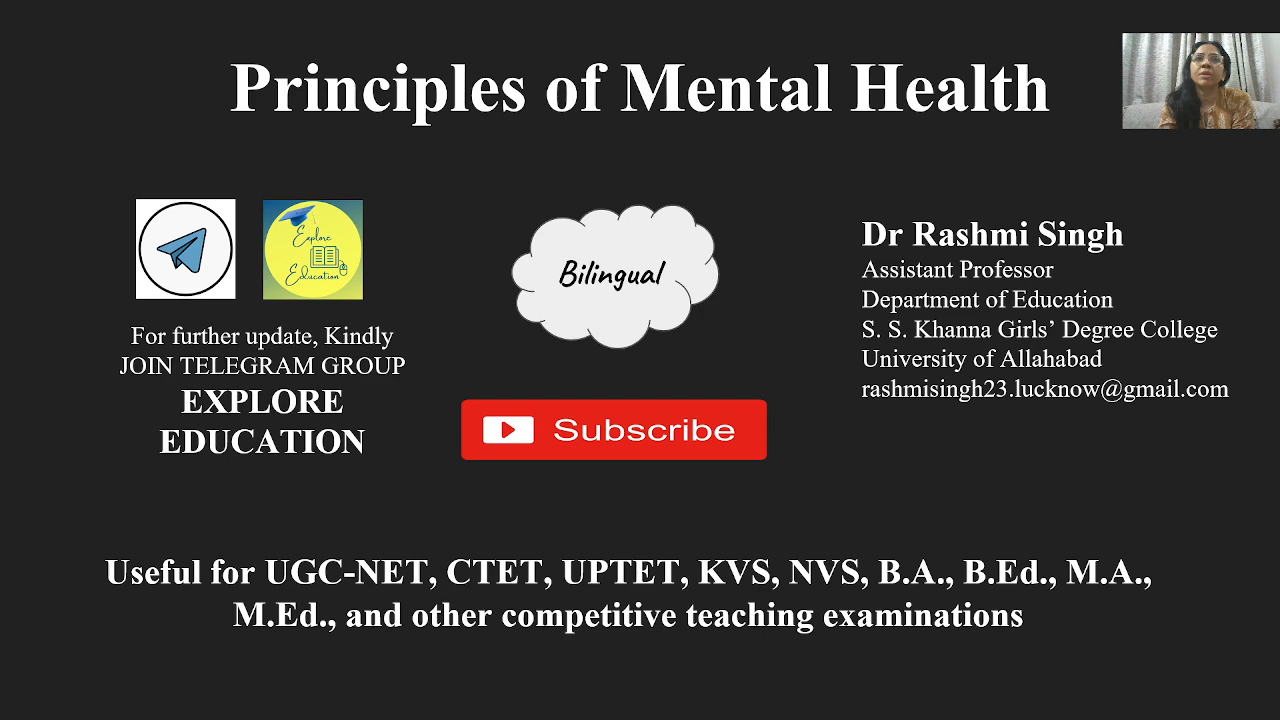 Principles of Mental Health
Explore
Education
For further update, Kindly
JOIN TELEGRAM GROUP
EXPLORE
EDUCATION
Bilingual
Subscribe
Dr Rashmi Singh
Assistant Professor
Department of Education
S. S. Khanna Girls’ Degree College
University of Allahabad
rashmisingh23.lucknow@gmail.com
Useful for UGC-NET, CTET, UPTET, KVS, NVS, B.A., B.Ed., M.A.,
M.Ed., and other competitive teaching examinations